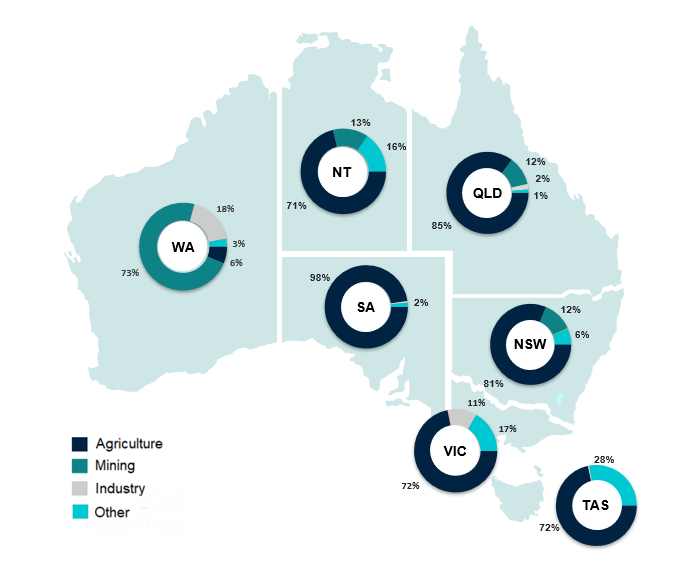 13%
16%
NT
71%
12%
2%
1%
QLD
85%
18%
3%
6%
WA
73%
98%
2%
SA
12%
6%
NSW
81%
11%
17%
VIC
72%
28%
TAS
72%
Agriculture
Mining
Industry
Other